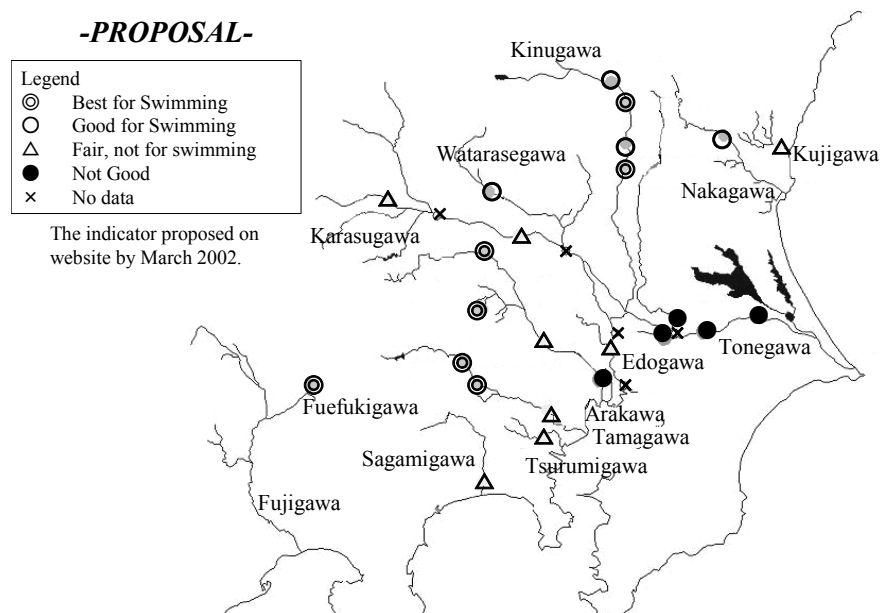 -PROPOSAL-
Legend
Best for Swimming
Good for Swimming
Fair, not for swimming
Not Good
No data
The indicator proposed on
website by March 2002.
Kinugawa
Watarasegawa
Kujigawa
Nakagawa
Karasugawa
Edogawa
Tonegawa
Fuefukigawa
Arakawa
Tamagawa
Sagamigawa
Tsurumigawa
Fujigawa